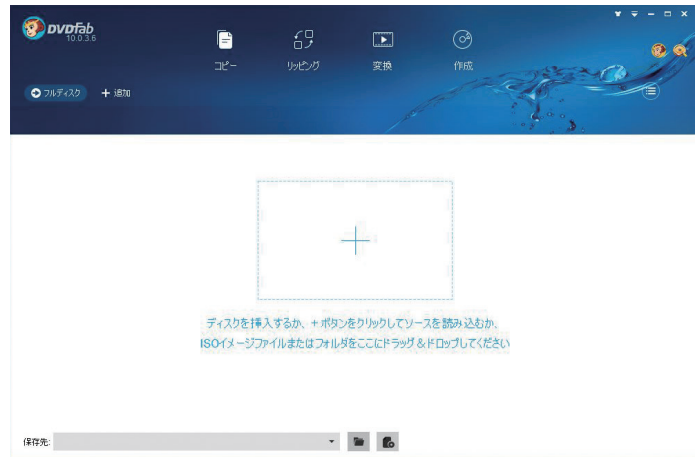 DVDFab
10.0.3.6
コピー
リッピング
変換
作成
フルディスク
+ 追加
ディスクを挿入するか、+ボタンをクリックしてソースを読み込むか、
ISOイメージファイルまたはフォルダをここにドラッグ＆ドロップしてください
保存先: